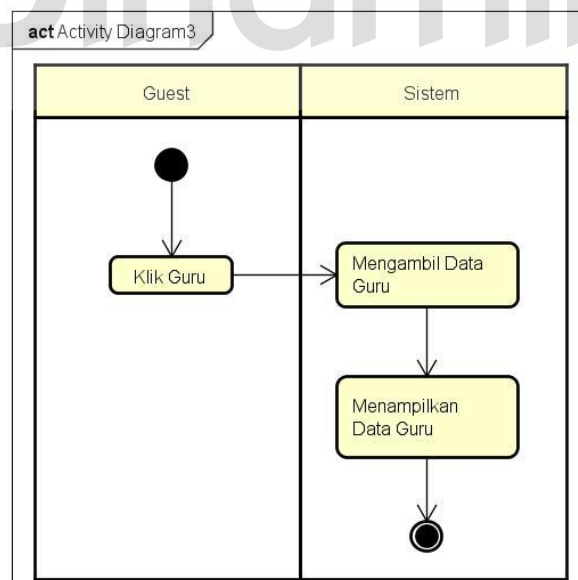 act Activity Diagram3
Guest
Sistem
Klik Guru
Mengambil Data
Guru
Menampilkan
Data Guru